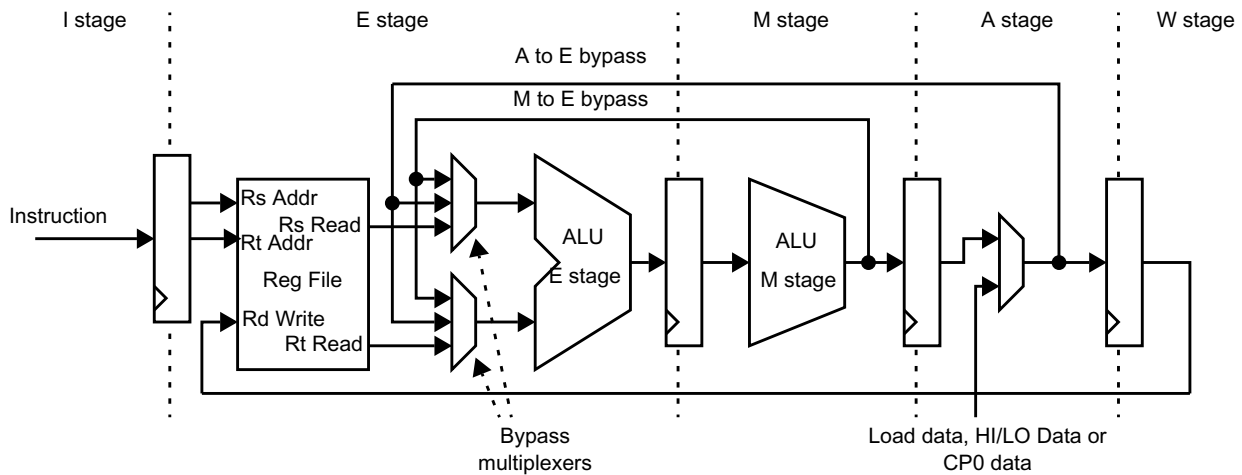 I stage
E stage
M stage
A stage
W stage
A to E bypass
M to E bypass
Instruction
Rs Addr
Rs Read
Rt Addr
Reg File
Rd Write
Rt Read
ALU
E stage
ALU
M stage
Bypass
multiplexers
Load data, HI/LO Data or
CP0 data